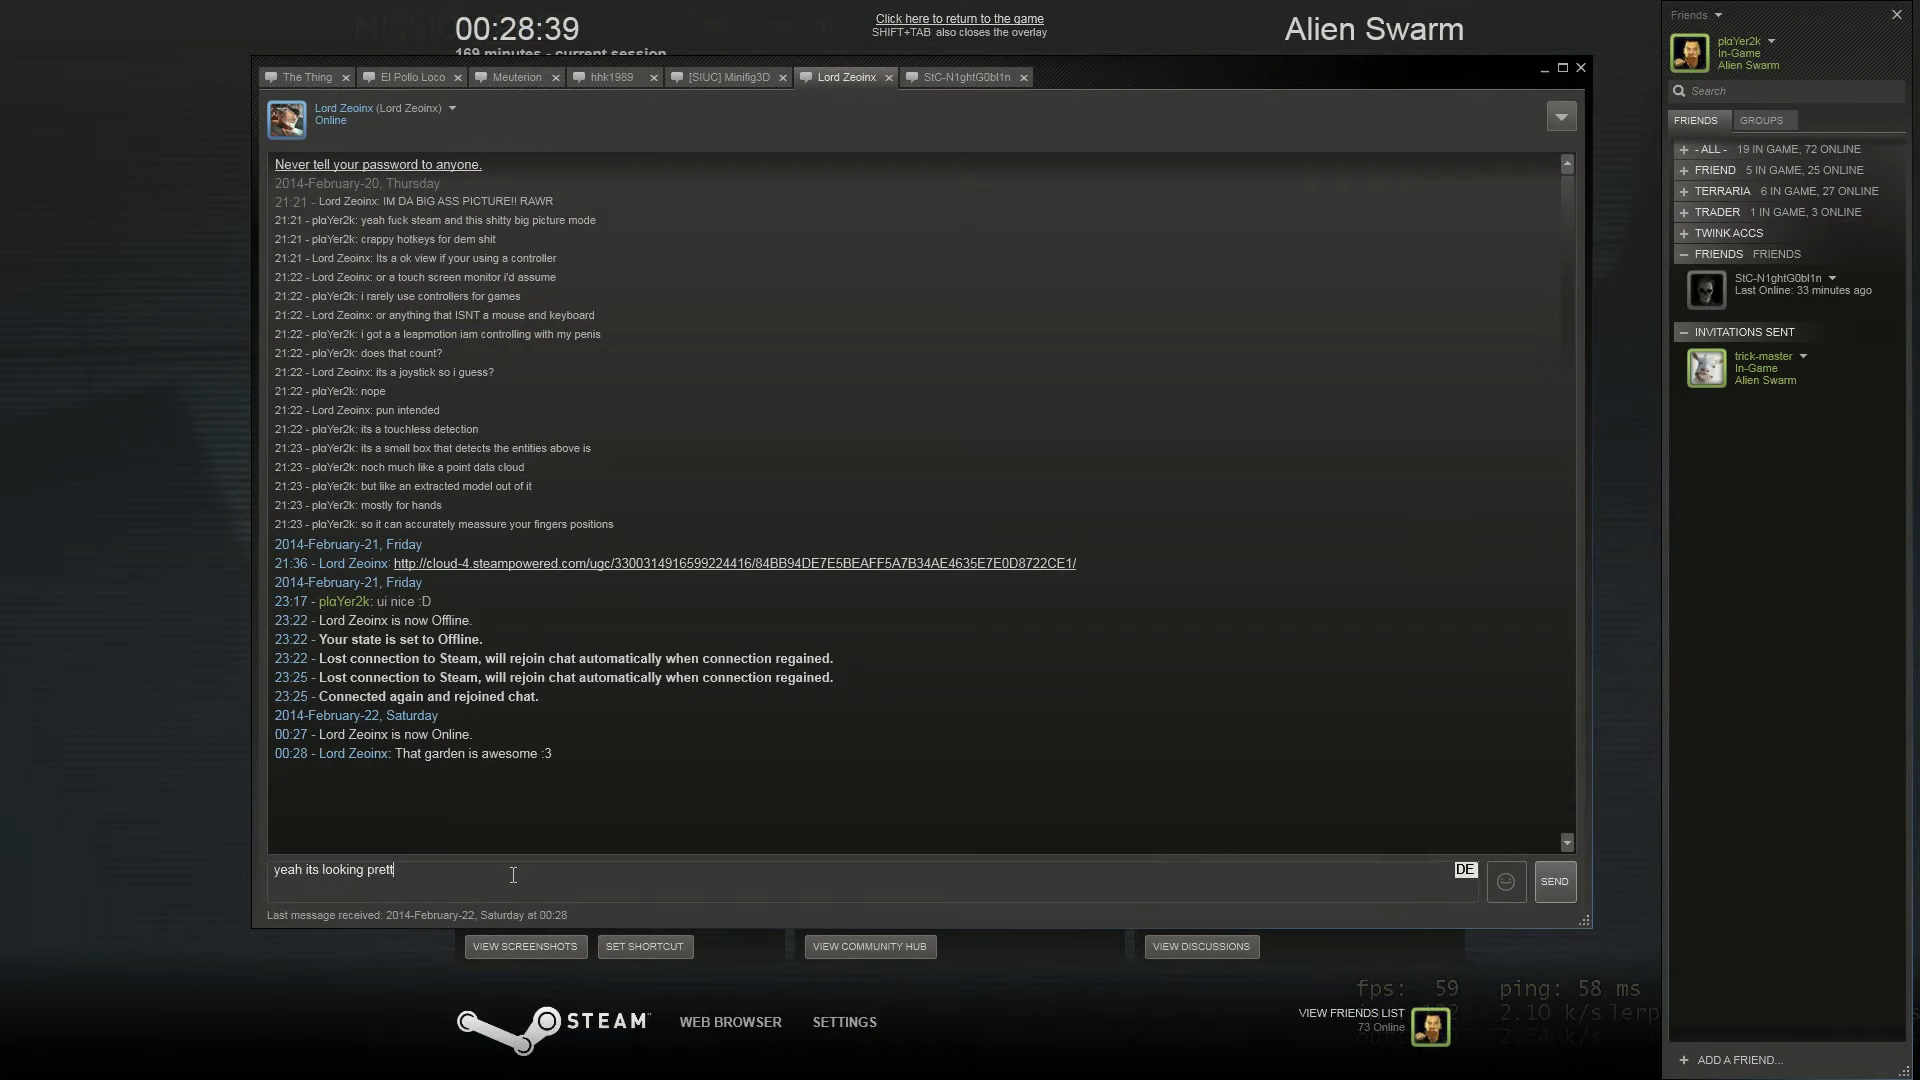 00:28:39
169 minutes - current session
Click here to return to the game
SHIFT+TAB also closes the overlay
Alien Swarm
The Thing
El Pollo Loco
Meuterion
hhk1989
[SIUC] Minifig3D
Lord Zeoinx
StC-N1ghtG0bl1n
Lord Zeoinx (Lord Zeoinx)
Online
Never tell your password to anyone.
2014-February-20, Thursday
21:21 - Lord Zeoinx: IM DA BIG ASS PICTURE!! RAWR
21:21 - plαYer2k: yeah fuck steam and this shitty big picture mode
21:21 - plαYer2k: crappy hotkeys for dem shit
21:21 - Lord Zeoinx: Its a ok view if your using a controller
21:22 - Lord Zeoinx: or a touch screen monitor i'd assume
21:22 - plαYer2k: i rarely use controllers for games
21:22 - Lord Zeoinx: or anything that ISNT a mouse and keyboard
21:22 - plαYer2k: i got a a leapmotion iam controlling with my penis
21:22 - plαYer2k: does that count?
21:22 - Lord Zeoinx: its a joystick so i guess?
21:22 - plαYer2k: nope
21:22 - Lord Zeoinx: pun intended
21:22 - plαYer2k: its a touchless detection
21:23 - plαYer2k: its a small box that detects the entities above is
21:23 - plαYer2k: noch much like a point data cloud
21:23 - plαYer2k: but like an extracted model out of it
21:23 - plαYer2k: mostly for hands
21:23 - plαYer2k: so it can accurately meassure your fingers positions
2014-February-21, Friday
21:36 - Lord Zeoinx: http://cloud-4.steampowered.com/ugc/3300314916599224416/84BB94DE7E5BEAFF5A7B34AE4635E7E0D8722CE1/
2014-February-21, Friday
23:17 - plαYer2k: ui nice :D
23:22 - Lord Zeoinx is now Offline.
23:22 - Your state is set to Offline.
23:22 - Lost connection to Steam, will rejoin chat automatically when connection regained.
23:25 - Lost connection to Steam, will rejoin chat automatically when connection regained.
23:25 - Connected again and rejoined chat.
2014-February-22, Saturday
00:27 - Lord Zeoinx is now Online.
00:28 - Lord Zeoinx: That garden is awesome :3
yeah its looking prett
DE
SEND
Last message received: 2014-February-22, Saturday at 00:28
VIEW SCREENSHOTS
SET SHORTCUT
VIEW COMMUNITY HUB
VIEW DISCUSSIONS
STEAM
WEB BROWSER
SETTINGS
fps: 59 ping: 58 ms
2.10 k/s lerp
2.34 k/s
VIEW FRIENDS LIST
73 Online
Friends
plαYer2k
In-Game
Alien Swarm
Search
FRIENDS
GROUPS
- ALL - 19 IN GAME, 72 ONLINE
FRIEND 5 IN GAME, 25 ONLINE
TERRARIA 6 IN GAME, 27 ONLINE
TRADER 1 IN GAME, 3 ONLINE
TWINK ACCS
FRIENDS FRIENDS
StC-N1ghtG0bl1n
Last Online: 33 minutes ago
INVITATIONS SENT
trick-master
In-Game
Alien Swarm
ADD A FRIEND...